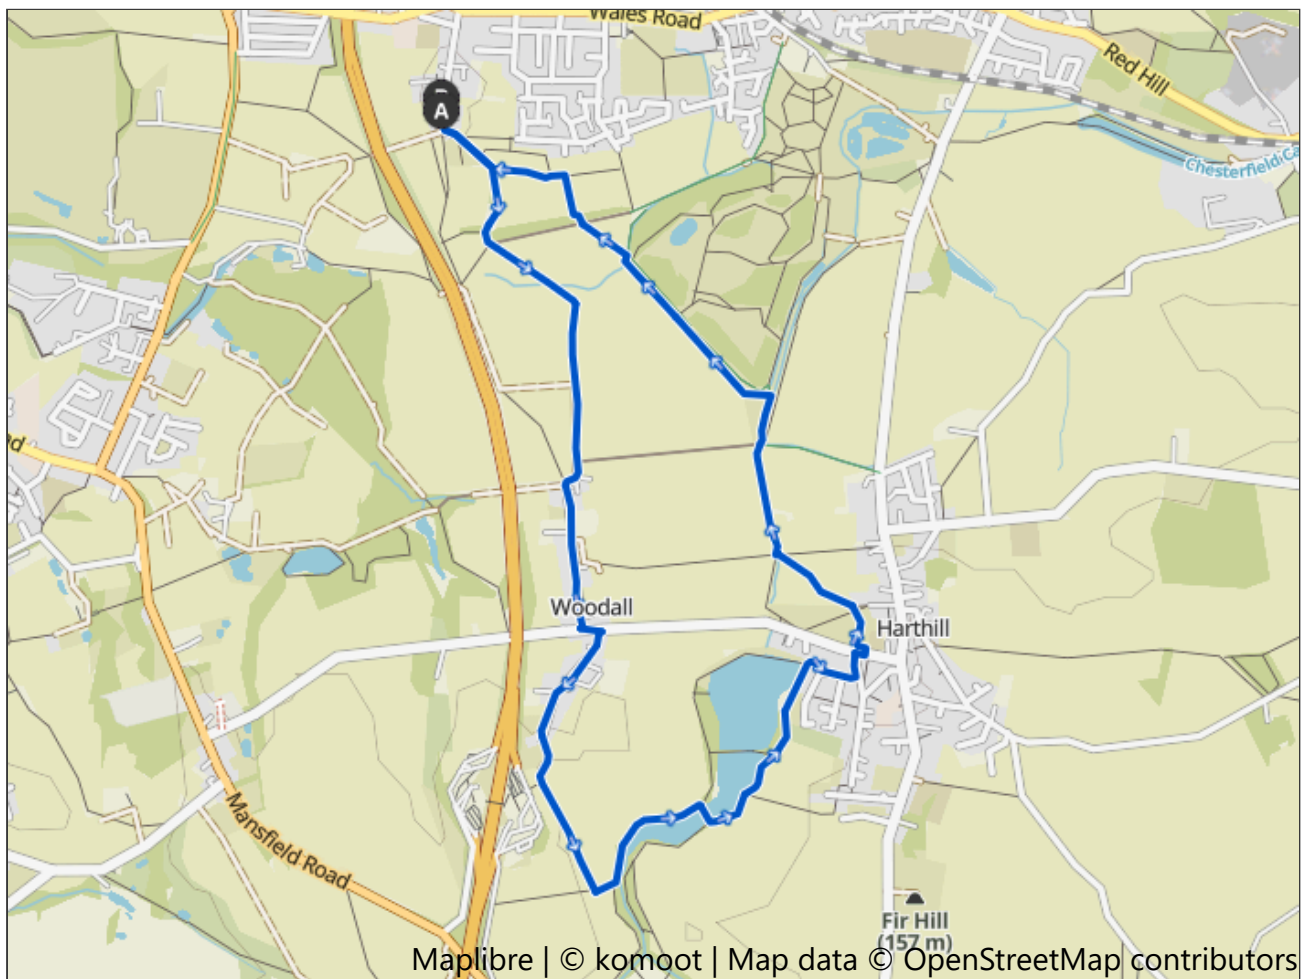 Wales Road
Red Hill
A
Chesterfield Ca
Woodall
Harthill
Mansfield Road
Fir Hill
(157 m)
Maplibre | © komoot | Map data © OpenStreetMap contributors